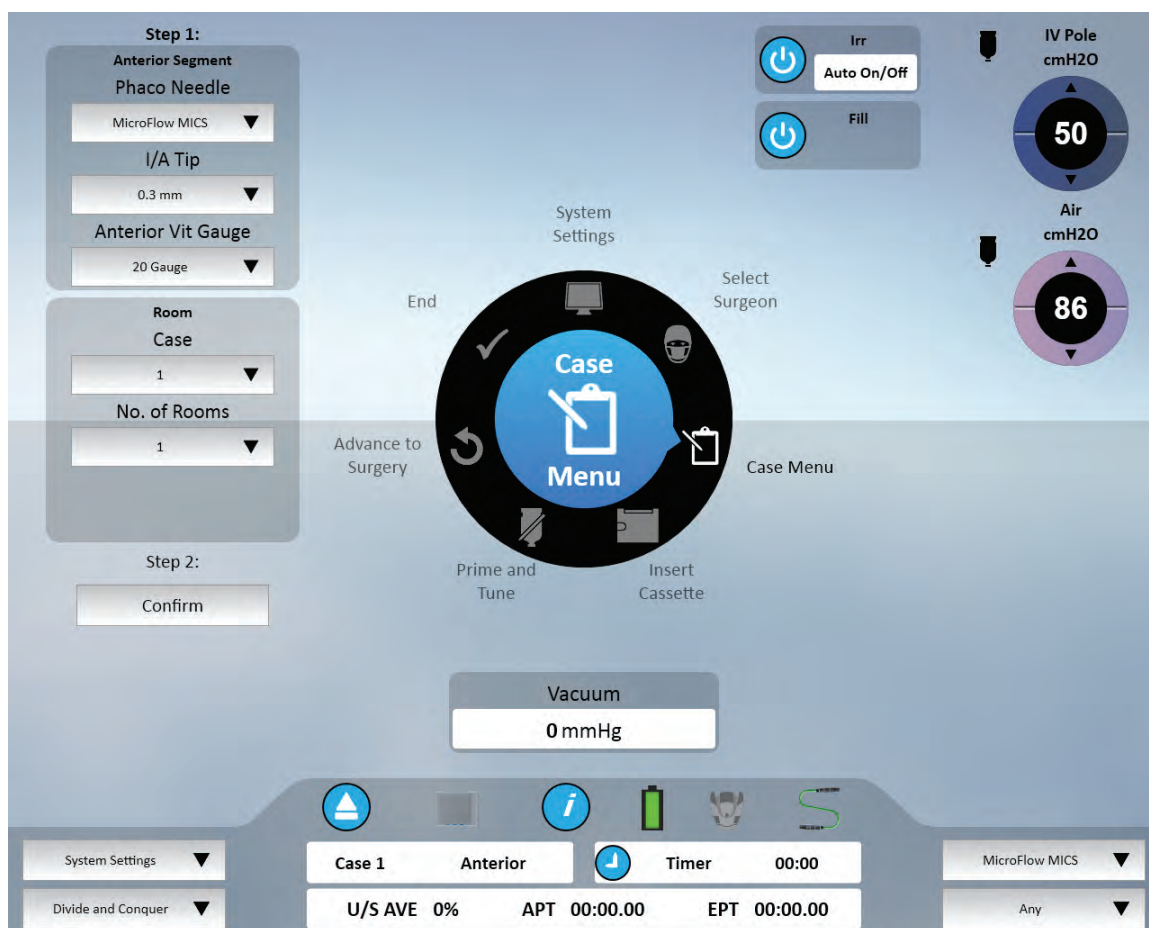 Step 1:
Anterior Segment
Phaco Needle
MicroFlow MICS
I/A Tip
0.3 mm
Anterior Vit Gauge
20 Gauge
Room
Case
1
No. of Rooms
1
Step 2:
Confirm
Irr
Auto On/Off
Fill
IV Pole
cmH2O
50
Air
cmH2O
86
System
Settings
Select
Surgeon
End
Case
Menu
Case Menu
Advance to
Surgery
Prime and
Tune
Insert
Cassette
Vacuum
0 mmHg
i
System Settings
Divide and Conquer
Case 1 Anterior
Timer 00:00
U/S AVE 0% APT 00:00.00 EPT 00:00.00
MicroFlow MICS
Any